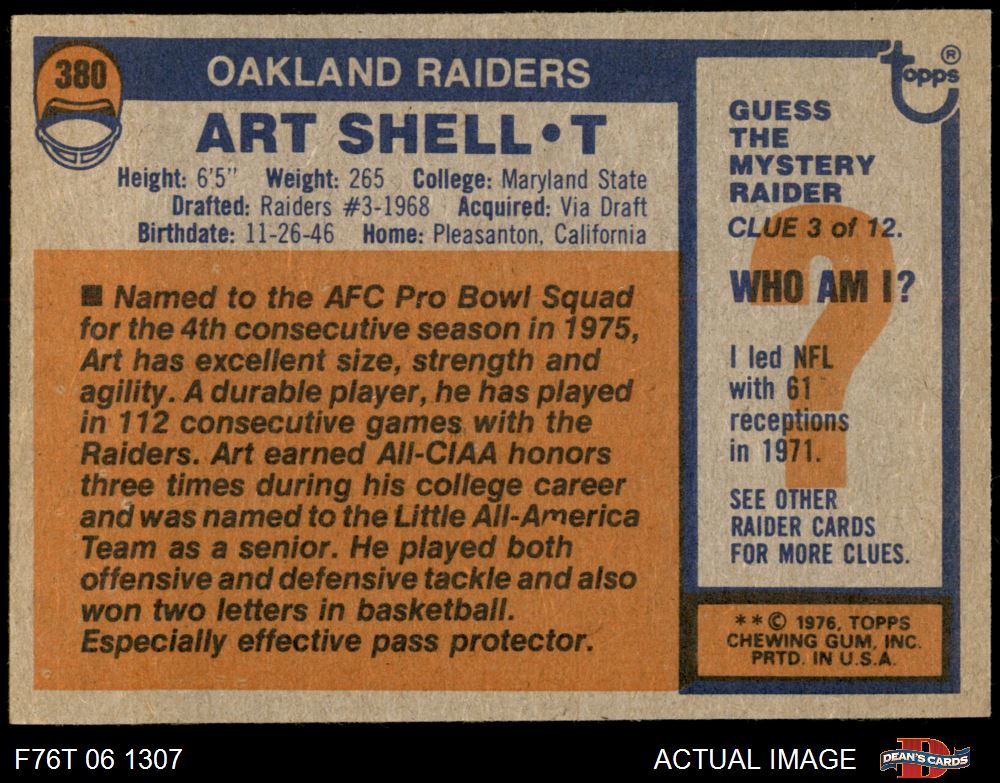 380
OAKLAND RAIDERS
ART SHELL•T
Height: 6'5" Weight: 265 College: Maryland State
Drafted: Raiders #3-1968 Acquired: Via Draft
Birthdate: 11-26-46 Home: Pleasanton, California
■ Named to the AFC Pro Bowl Squad
for the 4th consecutive season in 1975,
Art has excellent size, strength and
agility. A durable player, he has played
in 112 consecutive games with the
Raiders. Art earned All-CIAA honors
three times during his college career
and was named to the Little All-America
Team as a senior. He played both
offensive and defensive tackle and also
won two letters in basketball.
Especially effective pass protector.
topps®
GUESS
THE
MYSTERY
RAIDER
CLUE 3 of 12.
WHO AM I?
I led NFL
with 61
receptions
in 1971.
SEE OTHER
RAIDER CARDS
FOR MORE CLUES.
**© 1976, TOPPS
CHEWING GUM, INC.
PRTD. IN U.S.A.
F76T 06 1307
ACTUAL IMAGE
DEAN'S CARDS